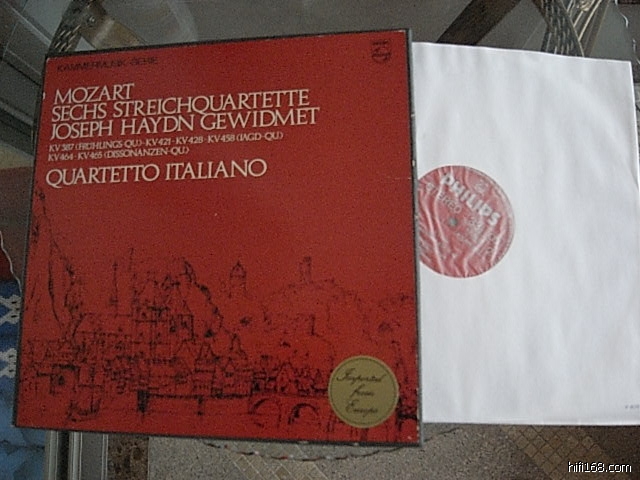 KAMMERMUSIK-SERIE
MOZART
SECHS STREICHQUARTETTE
JOSEPH HAYDN GEWIDMET
KV 387 (FRÜHLINGS-QU.)·KV 421·KV 428·KV 458 (JAGD-QU.)
KV 464·KV 465 (DISSONANZEN-QU.)
QUARTETTO ITALIANO
Imported
from
Europe
PHILIPS
hifi168.com